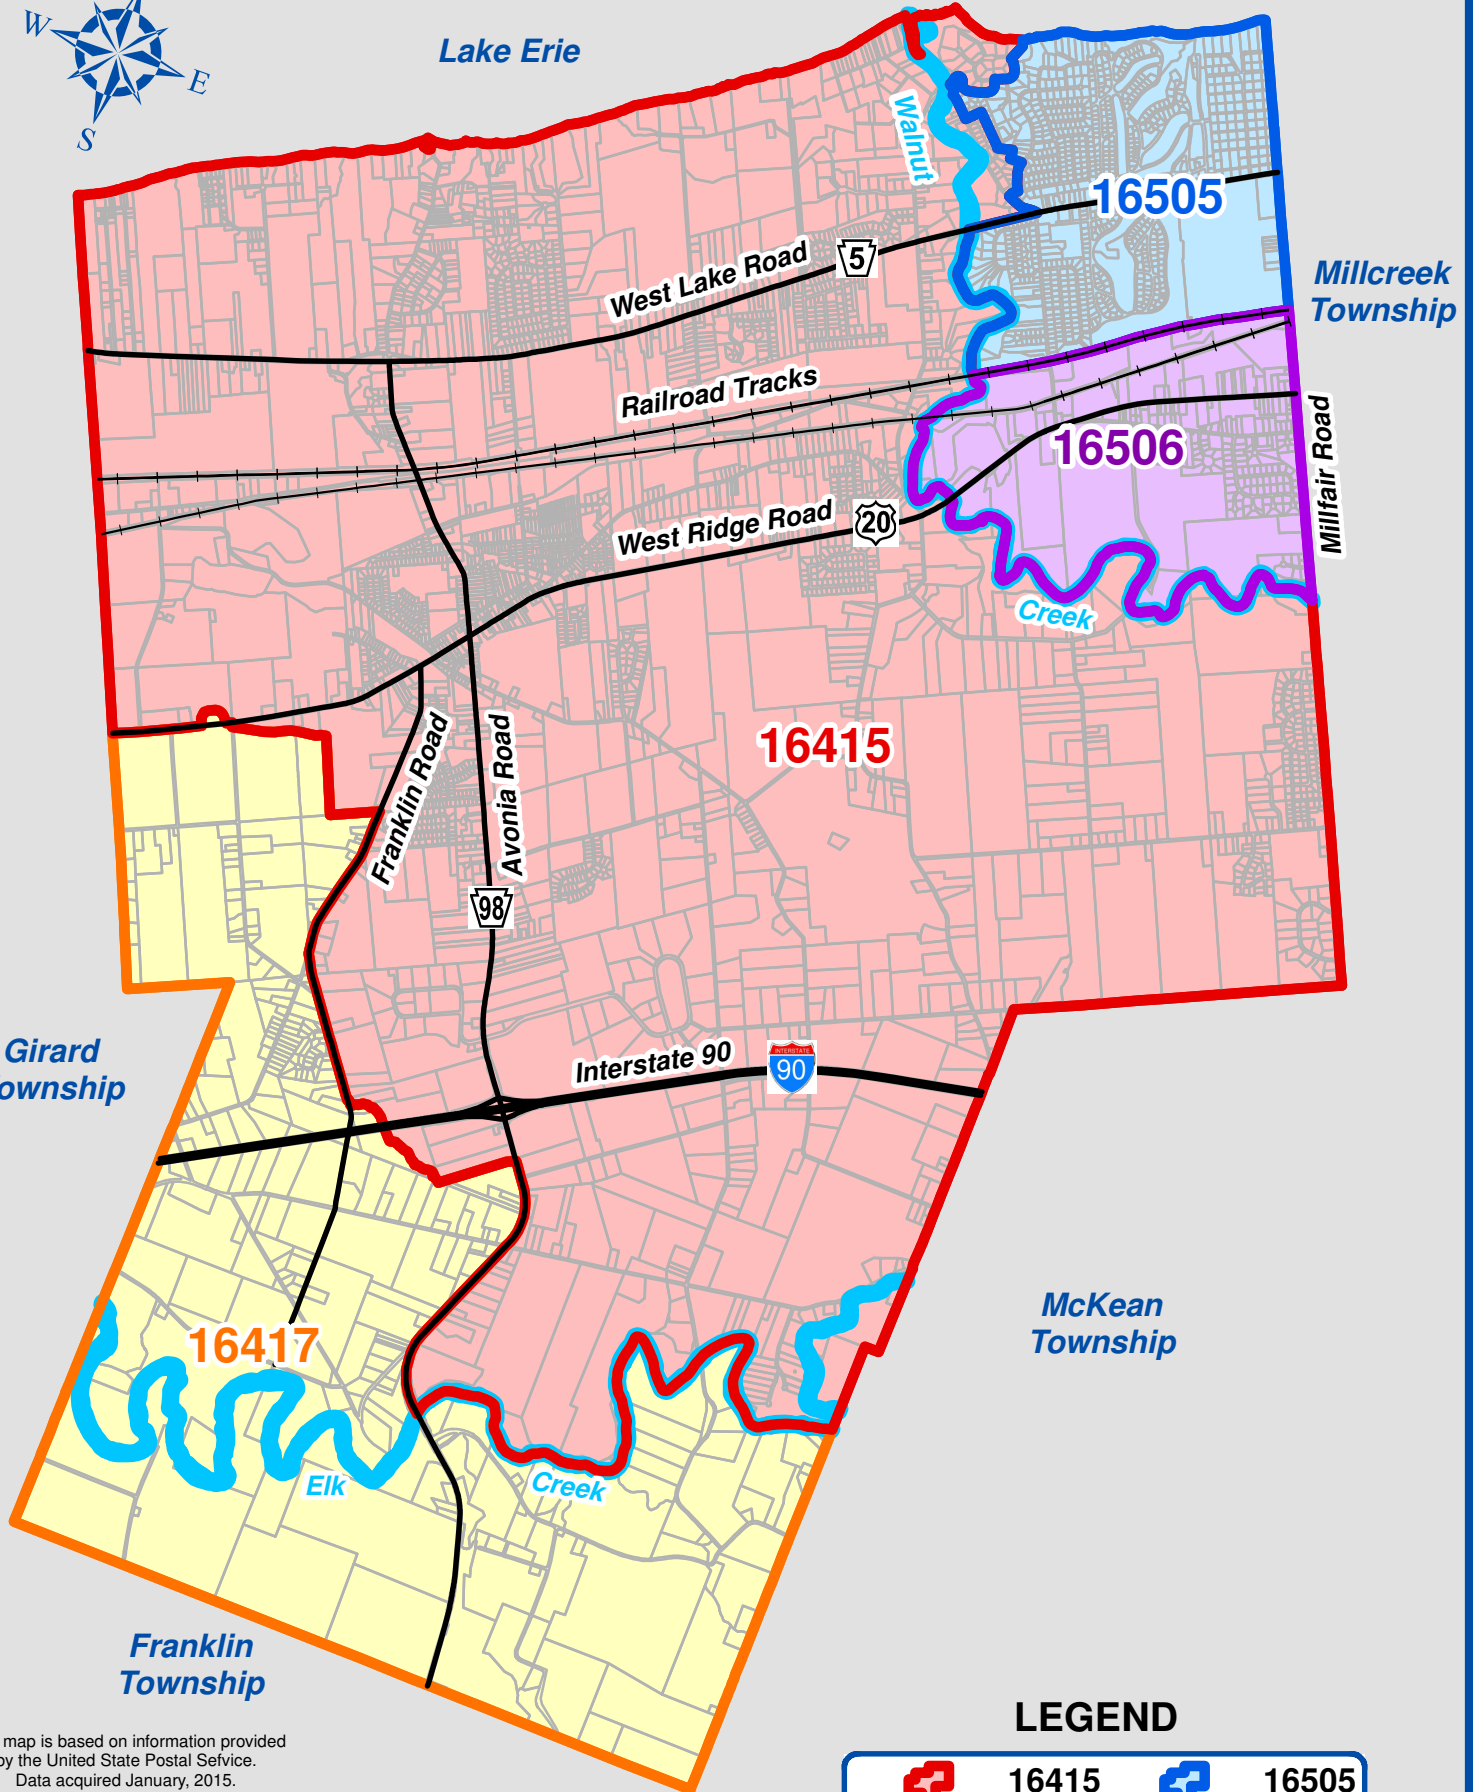 W
E
S
Lake Erie
Walnut
16505
5
West Lake Road
Millcreek
Township
Railroad Tracks
16506
Millfair Road
20
West Ridge Road
Creek
16415
Franklin Road
Avonia Road
98
Girard
ownship
Interstate 90
INTERSTATE
90
McKean
Township
16417
Elk
Creek
Franklin
Township
LEGEND
map is based on information provided
by the United State Postal Sefvice.
Data acquired January, 2015.
16415
16505